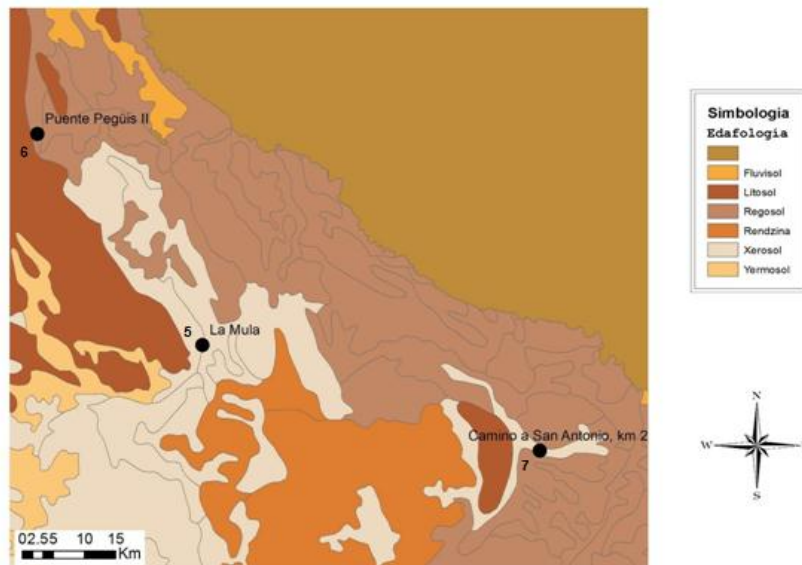 Puente Pegüis II
6
5
La Mula
Camino a San Antonio, km 2
7
02.55 10 15
Km
Simbologia
Edafología
Fluvisol
Litosol
Regosol
Rendzina
Xerosol
Yermosol
N
W
S